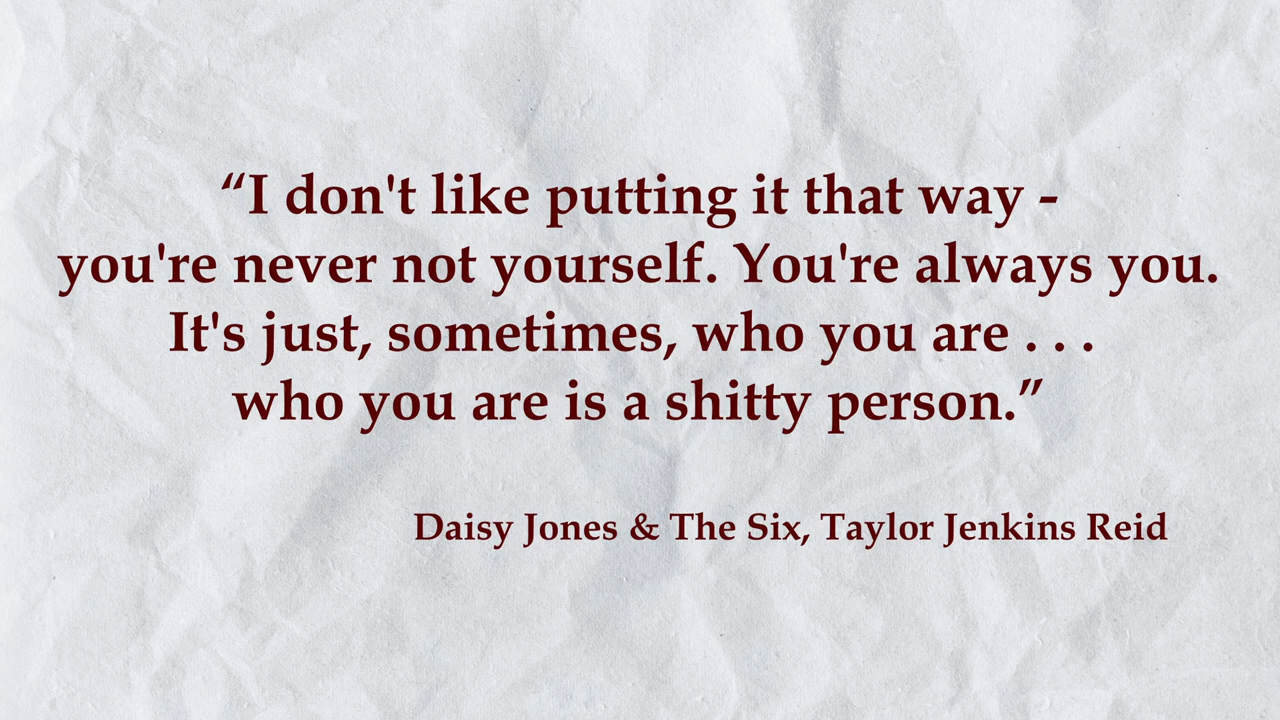 “I don't like putting it that way -
you're never not yourself. You're always you.
It's just, sometimes, who you are . . .
who you are is a shitty person.”
Daisy Jones & The Six, Taylor Jenkins Reid